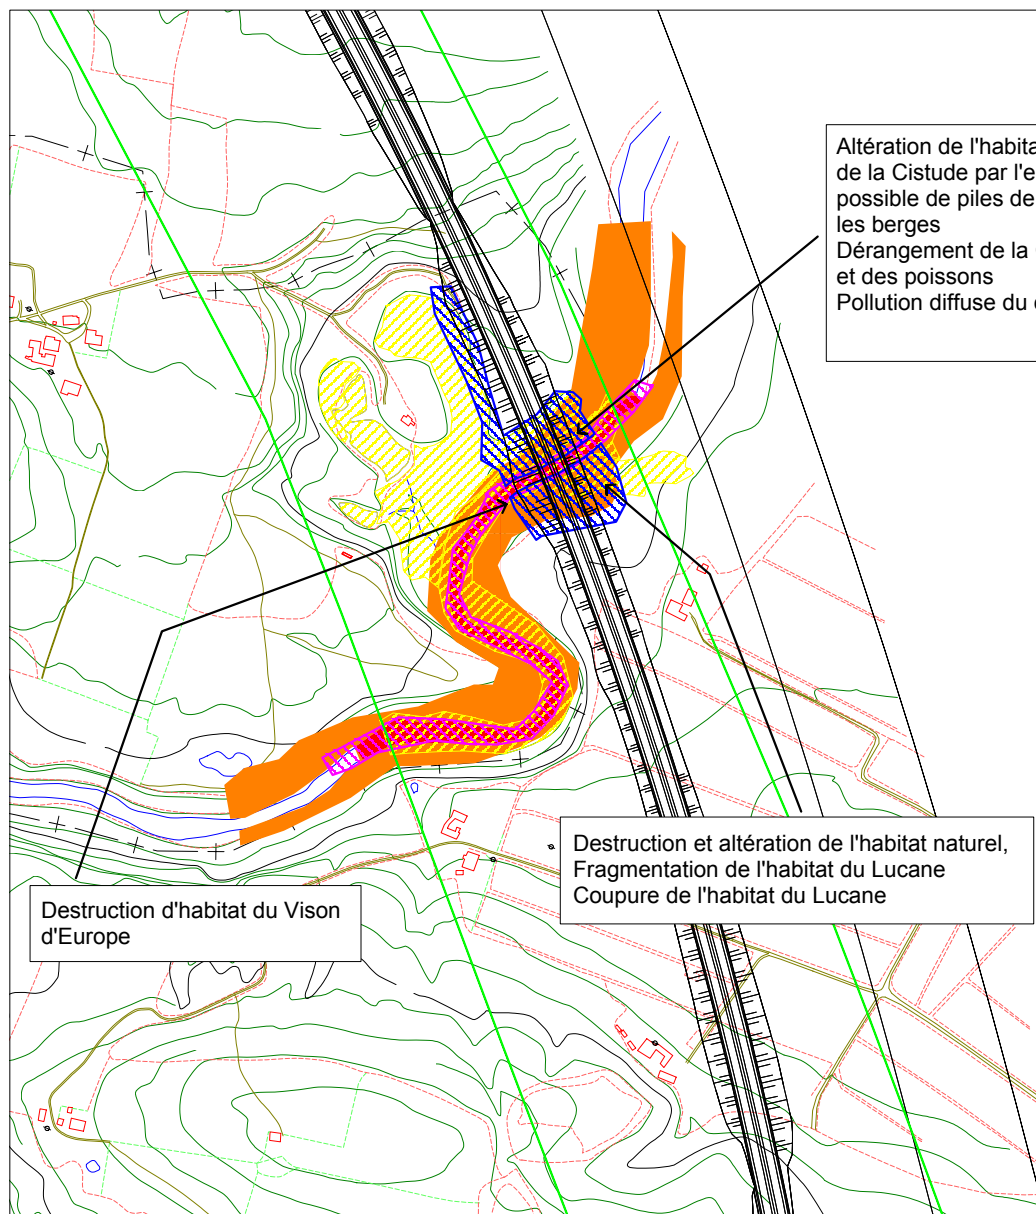 Altération de l'habita
de la Cistude par l'e
possible de piles de
les berges
Dérangement de la
et des poissons
Pollution diffuse du
Destruction et altération de l'habitat naturel,
Fragmentation de l'habitat du Lucane
Coupure de l'habitat du Lucane
Destruction d'habitat du Vison
d'Europe